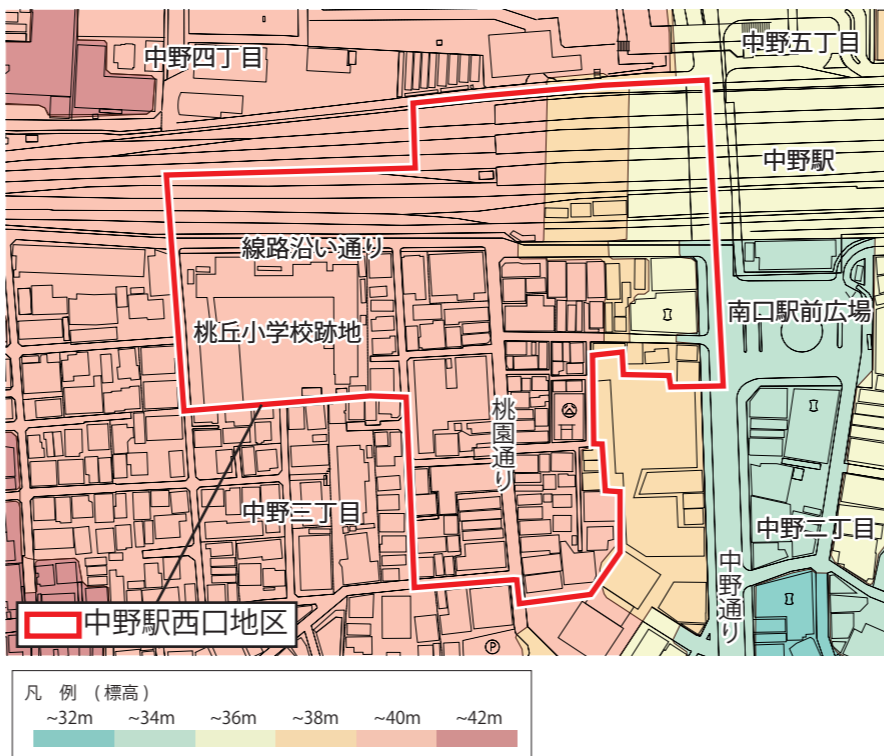 中野四丁目
中野五丁目
中野駅
線路沿い通り
南口駅前広場
桃丘小学校跡地
桃園通り
中野三丁目
中野二丁目
中野通り
中野駅西口地区
P
凡 例 (標高)
~32m ~34m ~36m ~38m ~40m ~42m